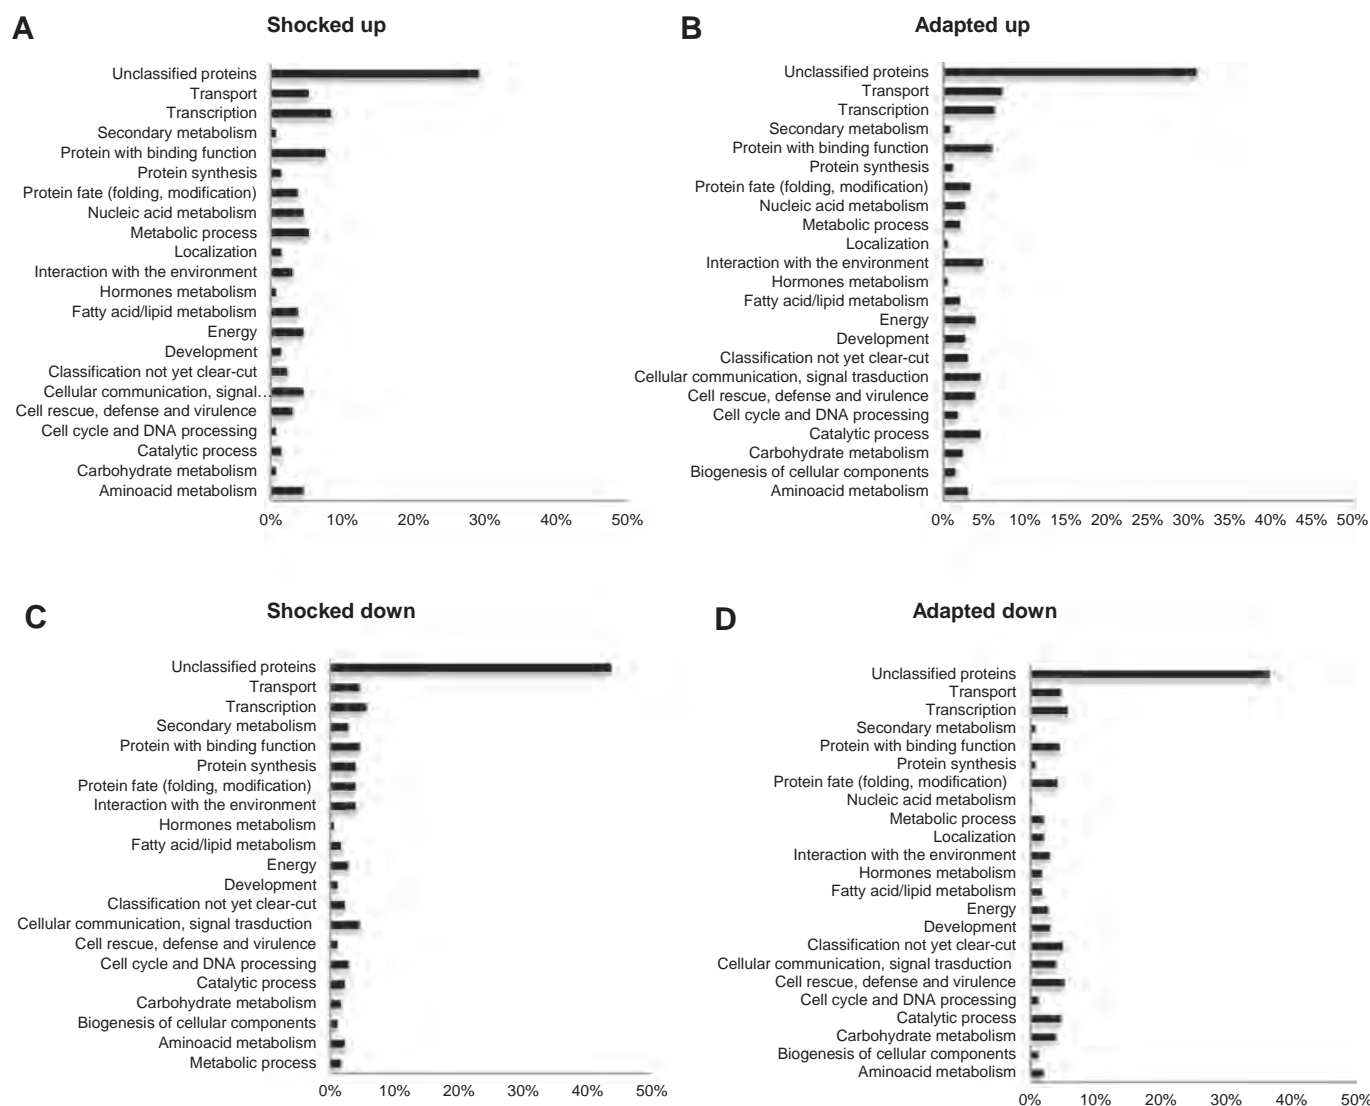 A
Shocked up
Unclassified proteins
Transport
Transcription
Secondary metabolism
Protein with binding function
Protein synthesis
Protein fate (folding, modification)
Nucleic acid metabolism
Metabolic process
Localization
Interaction with the environment
Hormones metabolism
Fatty acid/lipid metabolism
Energy
Development
Classification not yet clear-cut
Cellular communication, signal…
Cell rescue, defense and virulence
Cell cycle and DNA processing
Catalytic process
Carbohydrate metabolism
Aminoacid metabolism
0% 10% 20% 30% 40% 50%
B
Adapted up
Unclassified proteins
Transport
Transcription
Secondary metabolism
Protein with binding function
Protein synthesis
Protein fate (folding, modification)
Nucleic acid metabolism
Metabolic process
Localization
Interaction with the environment
Hormones metabolism
Fatty acid/lipid metabolism
Energy
Development
Classification not yet clear-cut
Cellular communication, signal trasduction
Cell rescue, defense and virulence
Cell cycle and DNA processing
Catalytic process
Carbohydrate metabolism
Biogenesis of cellular components
Aminoacid metabolism
0% 5% 10% 15% 20% 25% 30% 35% 40% 45% 50%
C
Shocked down
Unclassified proteins
Transport
Transcription
Secondary metabolism
Protein with binding function
Protein synthesis
Protein fate (folding, modification)
Interaction with the environment
Hormones metabolism
Fatty acid/lipid metabolism
Energy
Development
Classification not yet clear-cut
Cellular communication, signal trasduction
Cell rescue, defense and virulence
Cell cycle and DNA processing
Catalytic process
Carbohydrate metabolism
Biogenesis of cellular components
Aminoacid metabolism
Metabolic process
0% 10% 20% 30% 40% 50%
D
Adapted down
Unclassified proteins
Transport
Transcription
Secondary metabolism
Protein with binding function
Protein synthesis
Protein fate (folding, modification)
Nucleic acid metabolism
Metabolic process
Localization
Interaction with the environment
Hormones metabolism
Fatty acid/lipid metabolism
Energy
Development
Classification not yet clear-cut
Cellular communication, signal trasduction
Cell rescue, defense and virulence
Cell cycle and DNA processing
Catalytic process
Carbohydrate metabolism
Biogenesis of cellular components
Aminoacid metabolism
0% 10% 20% 30% 40% 50%